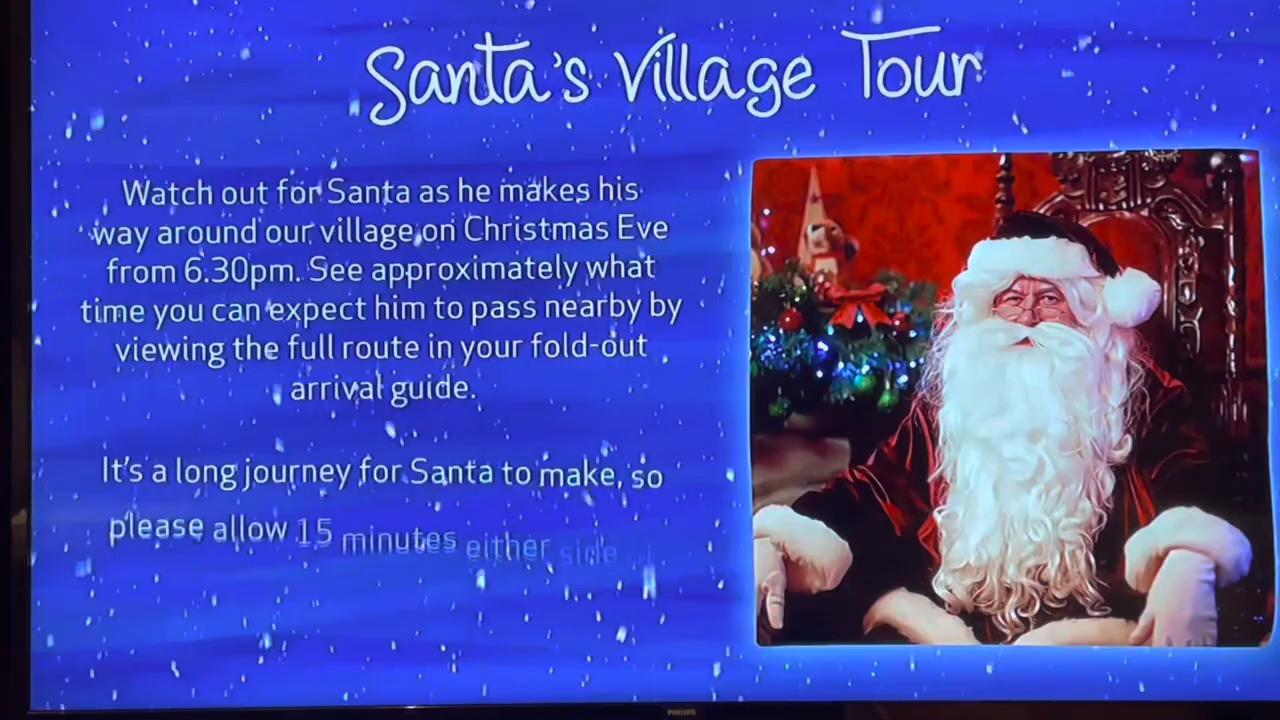 Santa's Village Tour
Watch out for Santa as he makes his
way around our village on Christmas Eve
from 6.30pm. See approximately what
time you can expect him to pass nearby by
viewing the full route in your fold-out
arrival guide.
It's a long journey for Santa to make, so
please allow 15 minutes either side
PHILIPS